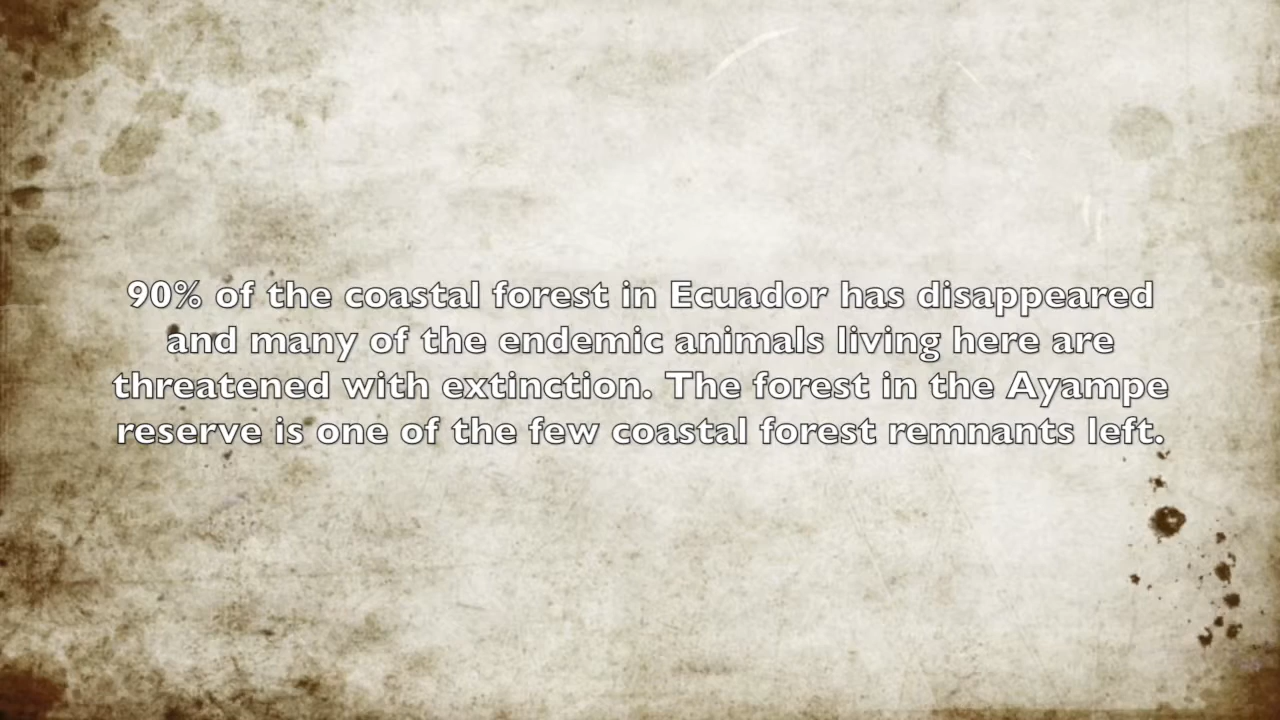 90% of the coastal forest in Ecuador has disappeared
and many of the endemic animals living here are
threatened with extinction. The forest in the Ayampe
reserve is one of the few coastal forest remnants left.